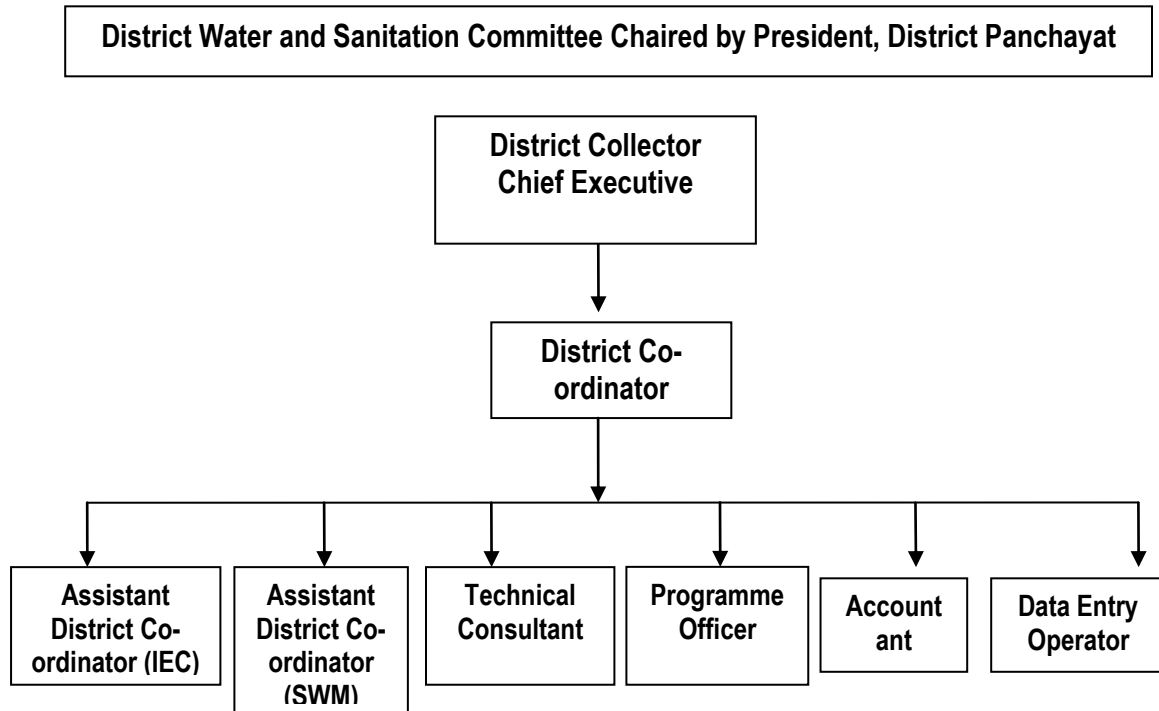 District Water and Sanitation Committee Chaired by President, District Panchayat
District Collector
Chief Executive
District Co-
ordinator
Assistant
District Co-
ordinator (IEC)
Assistant
District Co-
ordinator
(SWM)
Technical
Consultant
Programme
Officer
Account
ant
Data Entry
Operator